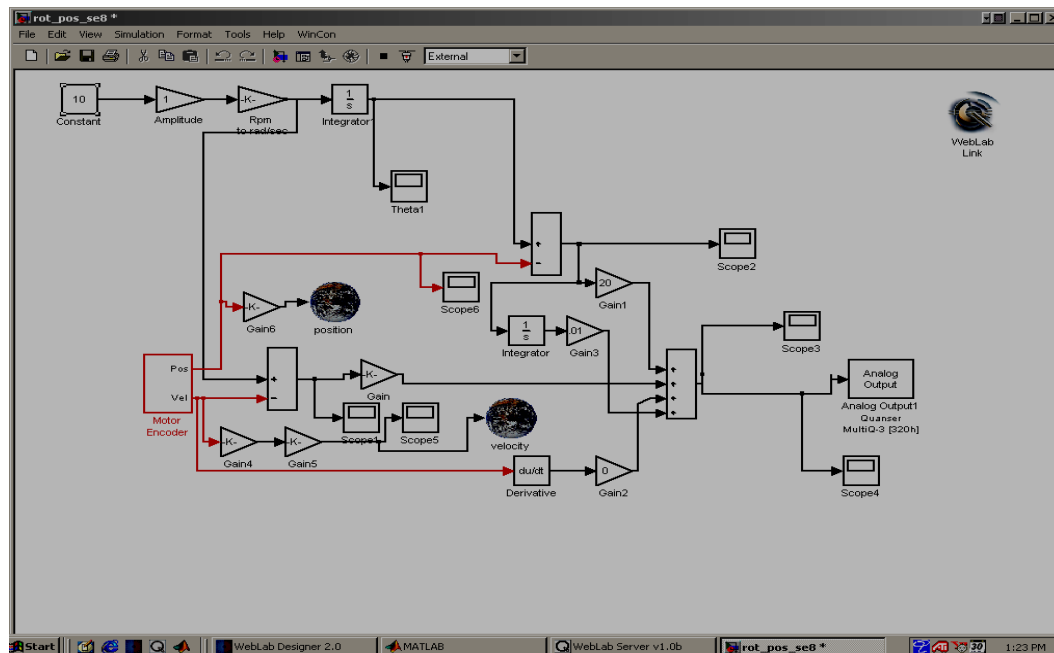 rot_pos_se8 *
File Edit View Simulation Format Tools Help WinCon
External
10
Constant
1
Amplitude
-K-
Rpm
to rad/sec
1
s
Integrator1
Theta1
WebLab
Link
+
-
Scope2
Scope6
20
Gain1
-K-
Gain6
position
1
s
Integrator
.01
Gain3
Scope3
Pos
Vel
Motor
Encoder
+
-
-K-
Gain
+
+
+
+
Analog
Output
Analog Output1
Quanser
MultiQ-3 [320h]
Scope1
Scope5
velocity
-K-
Gain4
-K-
Gain5
du/dt
Derivative
0
Gain2
Scope4
Start
WebLab Designer 2.0
MATLAB
WebLab Server v1.0b
rot_pos_se8 *
30
1:23 PM